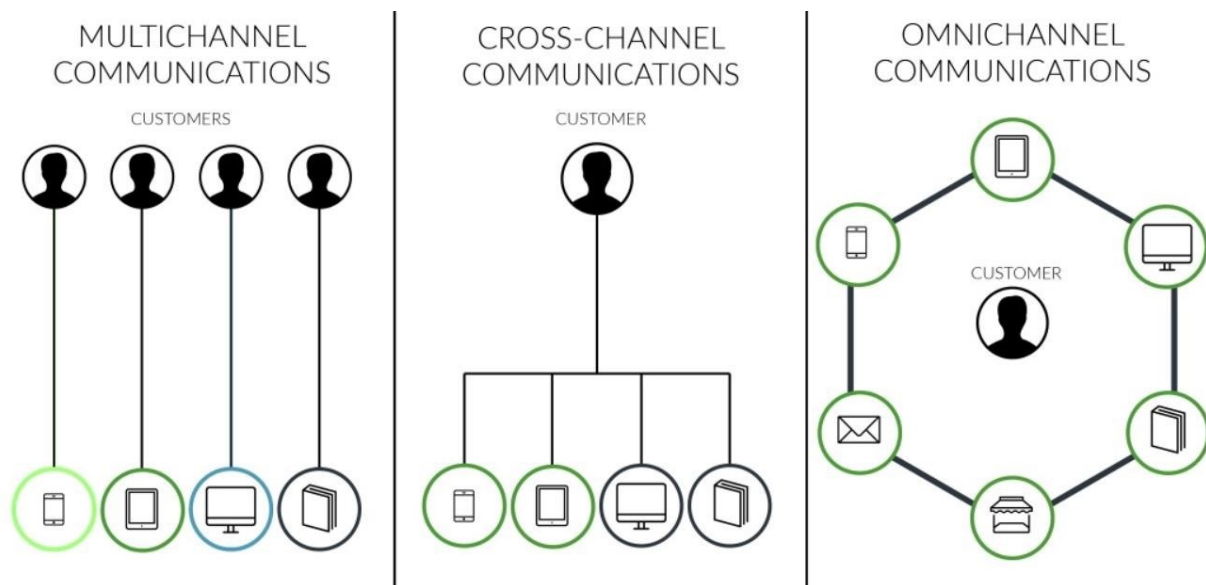 MULTICHANNEL
COMMUNICATIONS
CUSTOMERS
CROSS-CHANNEL
COMMUNICATIONS
CUSTOMER
OMNICHANNEL
COMMUNICATIONS
CUSTOMER